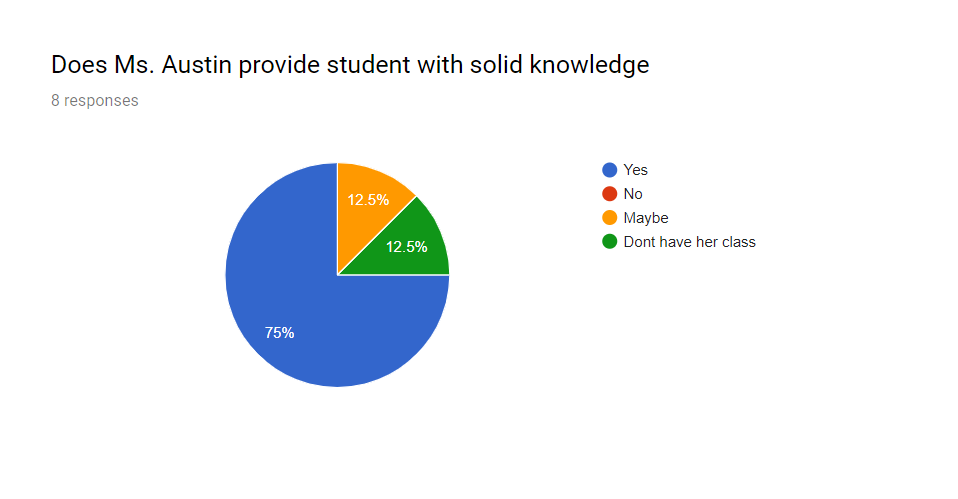 Does Ms. Austin provide student with solid knowledge
8 responses
Yes
No
Maybe
Dont have her class
12.5%
12.5%
75%